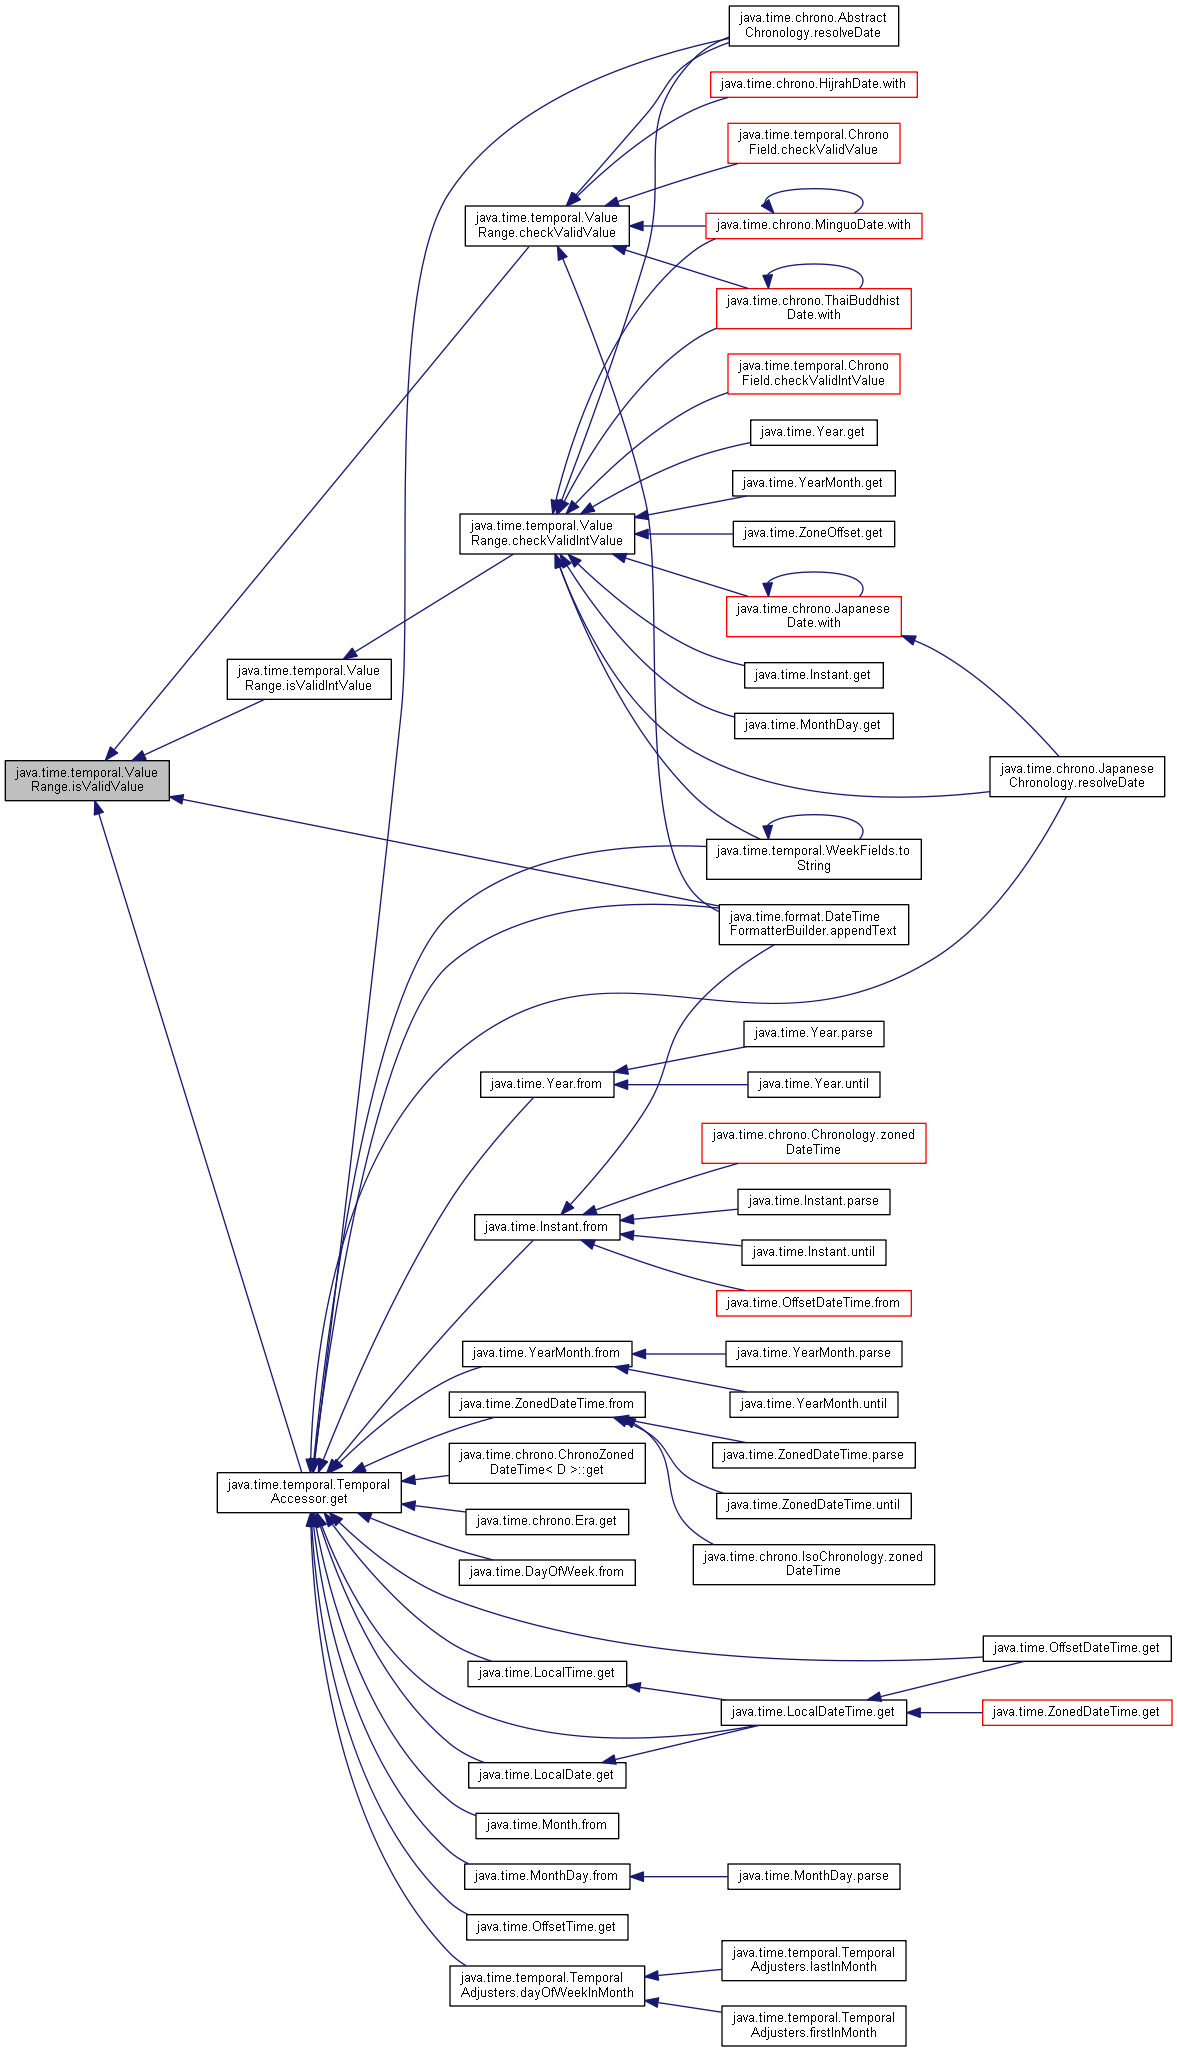 java.time.chrono.Abstract
Chronology.resolveDate
java.time.chrono.HijrahDate.with
java.time.temporal.Chrono
Field.checkValidValue
java.time.temporal.Value
Range.checkValidValue
java.time.chrono.MinguoDate.with
java.time.chrono.ThaiBuddhist
Date.with
java.time.temporal.Chrono
Field.checkValidIntValue
java.time.Year.get
java.time.YearMonth.get
java.time.temporal.Value
Range.checkValidIntValue
java.time.ZoneOffset.get
java.time.chrono.Japanese
Date.with
java.time.temporal.Value
Range.isValidIntValue
java.time.Instant.get
java.time.MonthDay.get
java.time.temporal.Value
Range.isValidValue
java.time.chrono.Japanese
Chronology.resolveDate
java.time.temporal.WeekFields.to
String
java.time.format.DateTime
FormatterBuilder.appendText
java.time.Year.parse
java.time.Year.from
java.time.Year.until
java.time.chrono.Chronology.zoned
DateTime
java.time.Instant.parse
java.time.Instant.from
java.time.Instant.until
java.time.OffsetDateTime.from
java.time.YearMonth.from
java.time.YearMonth.parse
java.time.YearMonth.until
java.time.ZonedDateTime.from
java.time.ZonedDateTime.parse
java.time.chrono.ChronoZoned
DateTime< D >::get
java.time.temporal.Temporal
Accessor.get
java.time.ZonedDateTime.until
java.time.chrono.Era.get
java.time.chrono.IsoChronology.zoned
DateTime
java.time.DayOfWeek.from
java.time.OffsetDateTime.get
java.time.LocalTime.get
java.time.LocalDateTime.get
java.time.ZonedDateTime.get
java.time.LocalDate.get
java.time.Month.from
java.time.MonthDay.from
java.time.MonthDay.parse
java.time.OffsetTime.get
java.time.temporal.Temporal
Adjusters.lastInMonth
java.time.temporal.Temporal
Adjusters.dayOfWeekInMonth
java.time.temporal.Temporal
Adjusters.firstInMonth